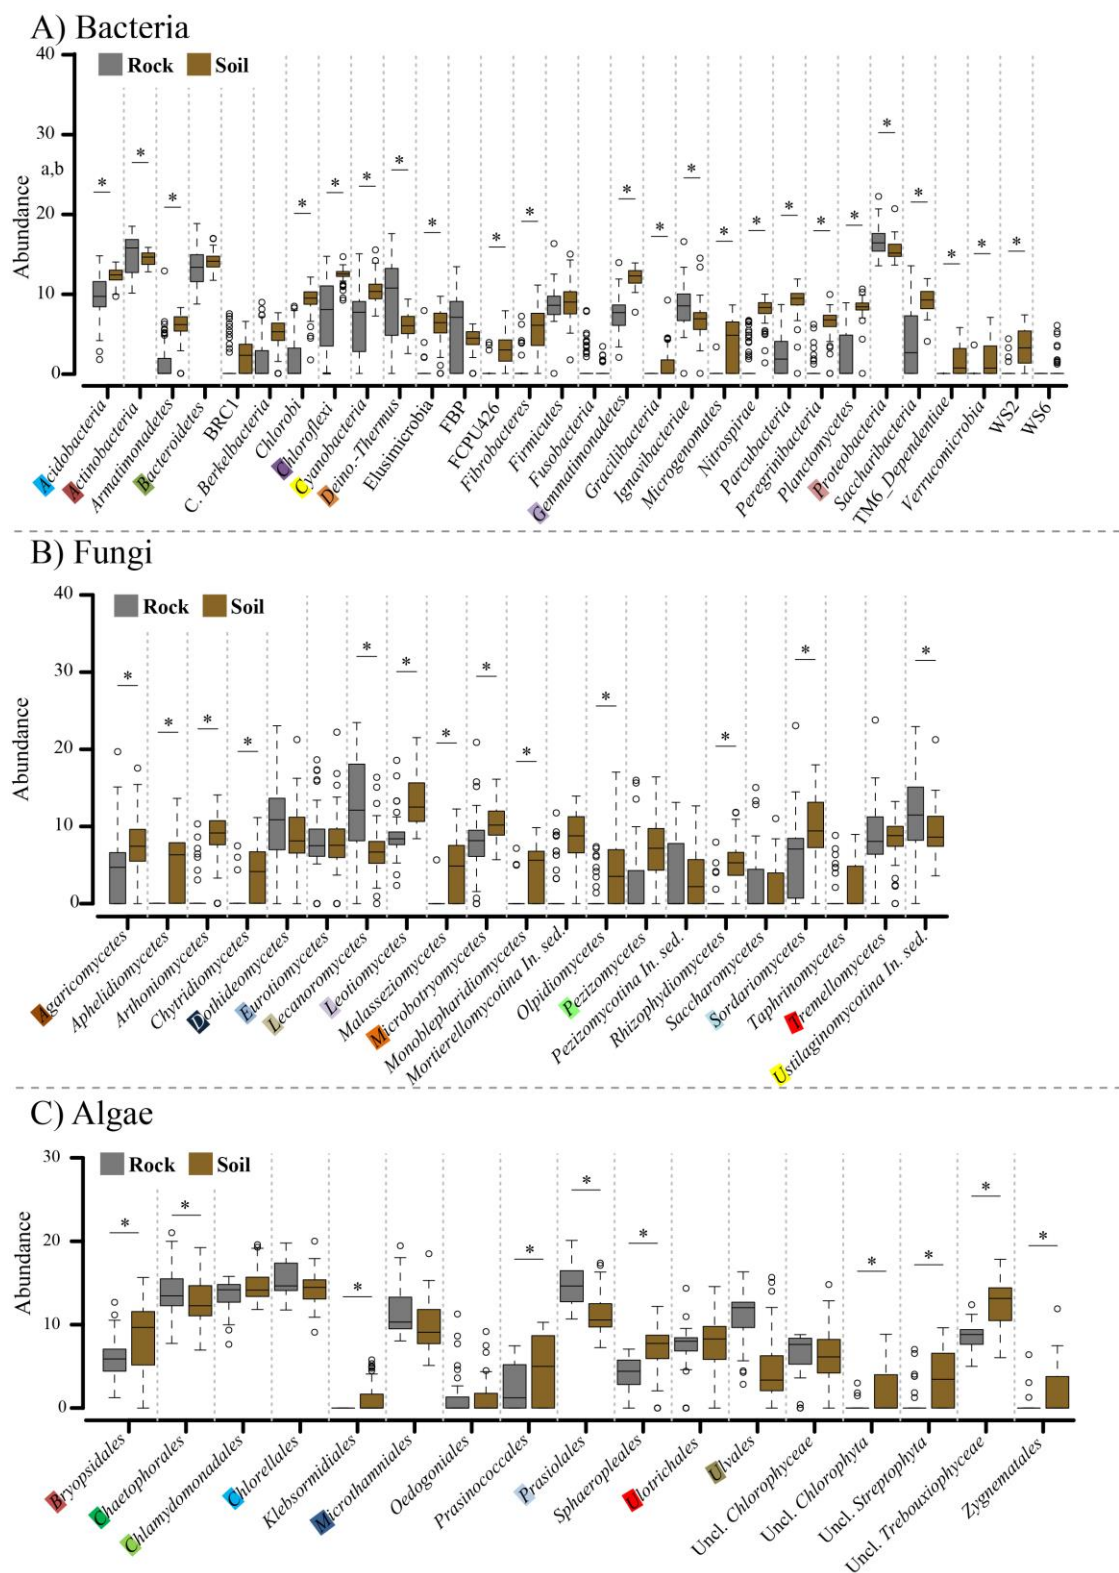 A) Bacteria
40
Rock Soil
30
a,b
Abundance
20
10
0
* * * * * * * * * * * * * * * * * * * * * * * *
Acidobacteria
Actinobacteria
Armatimonadetes
Bacteroidetes
BRC1
C. Berkelbacteria
Chlorobi
Chloroflexi
Cyanobacteria
Deino.-Thermus
Elusimicrobia
FBP
FCPU426
Fibrobacteres
Firmicutes
Fusobacteria
Gemmatimonadetes
Gracilibacteria
Ignavibacteriae
Microgenomates
Nitrospirae
Parcubacteria
Peregrinibacteria
Planctomycetes
Proteobacteria
Saccharibacteria
TM6_Dependentiae
Verrucomicrobia
WS2
WS6
B) Fungi
40
Rock Soil
30
Abundance
20
10
0
* * * * * * * * * * * * *
Agaricomycetes
Aphelidiomycetes
Arthoniomycetes
Chytridiomycetes
Dothideomycetes
Eurotiomycetes
Lecanoromycetes
Leotiomycetes
Malasseziomycetes
Microbotryomycetes
Monoblepharidiomycetes
Mortierellomycotina In. sed.
Olpidiomycetes
Pezizomycetes
Pezizomycotina In. sed.
Rhizophydiomycetes
Saccharomycetes
Sordariomycetes
Taphrinomycetes
Tremellomycetes
Ustilaginomycotina In. sed.
C) Algae
30
Rock Soil
20
Abundance
10
0
* * * * * * * * * *
Bryopsidales
Chaetophorales
Chlamydomonadales
Chlorellales
Klebsormidiales
Microthamniales
Oedogoniales
Prasinococcales
Prasiolales
Sphaeropleales
Ulotrichales
Ulvales
Uncl. Chlorophyceae
Uncl. Chlorophyta
Uncl. Streptophyta
Uncl. Trebouxiophyceae
Zygnematales